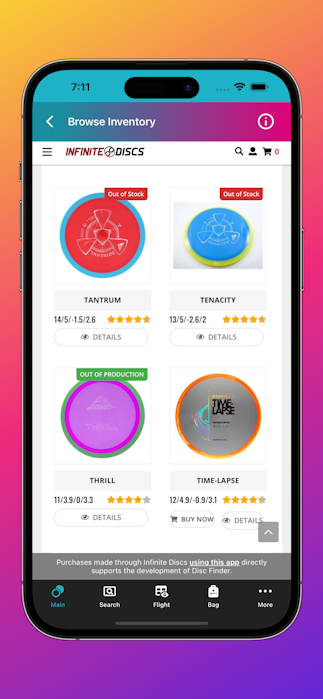 7:11
Browse Inventory
INFINITE DISCS
0
Out of Stock
Out of Stock
TANTRUM
TENACITY
14/5/-1.5/2.6
13/5/-2.6/2
DETAILS
DETAILS
OUT OF PRODUCTION
THRILL
TIME-LAPSE
THRILL
TIME-LAPSE
11/3.9/0/3.3
12/4.9/-0.9/3.1
DETAILS
BUY NOW
DETAILS
Purchases made through Infinite Discs using this app directly
supports the development of Disc Finder.
Main
Search
Flight
Bag
More